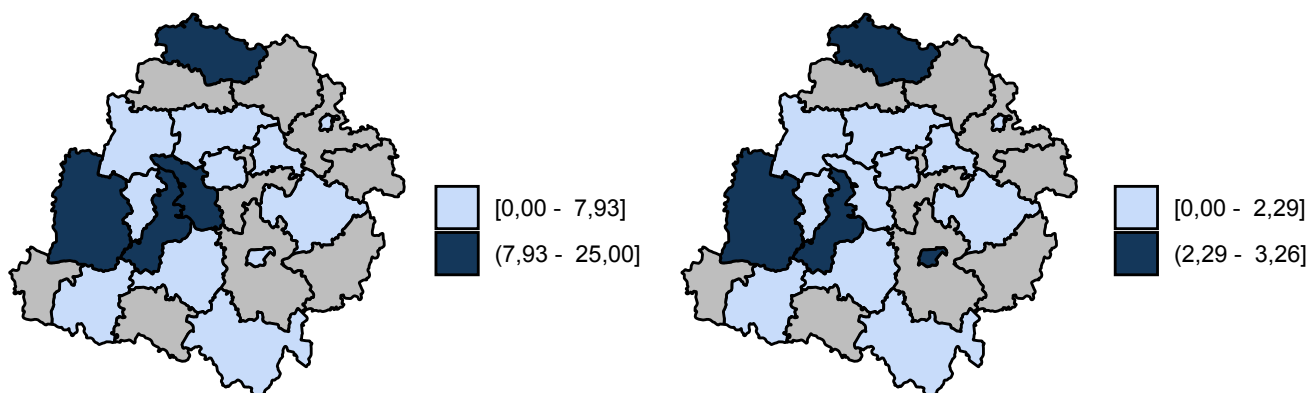 [0,00 - 7,93]
(7,93 - 25,00]
[0,00 - 2,29]
(2,29 - 3,26]